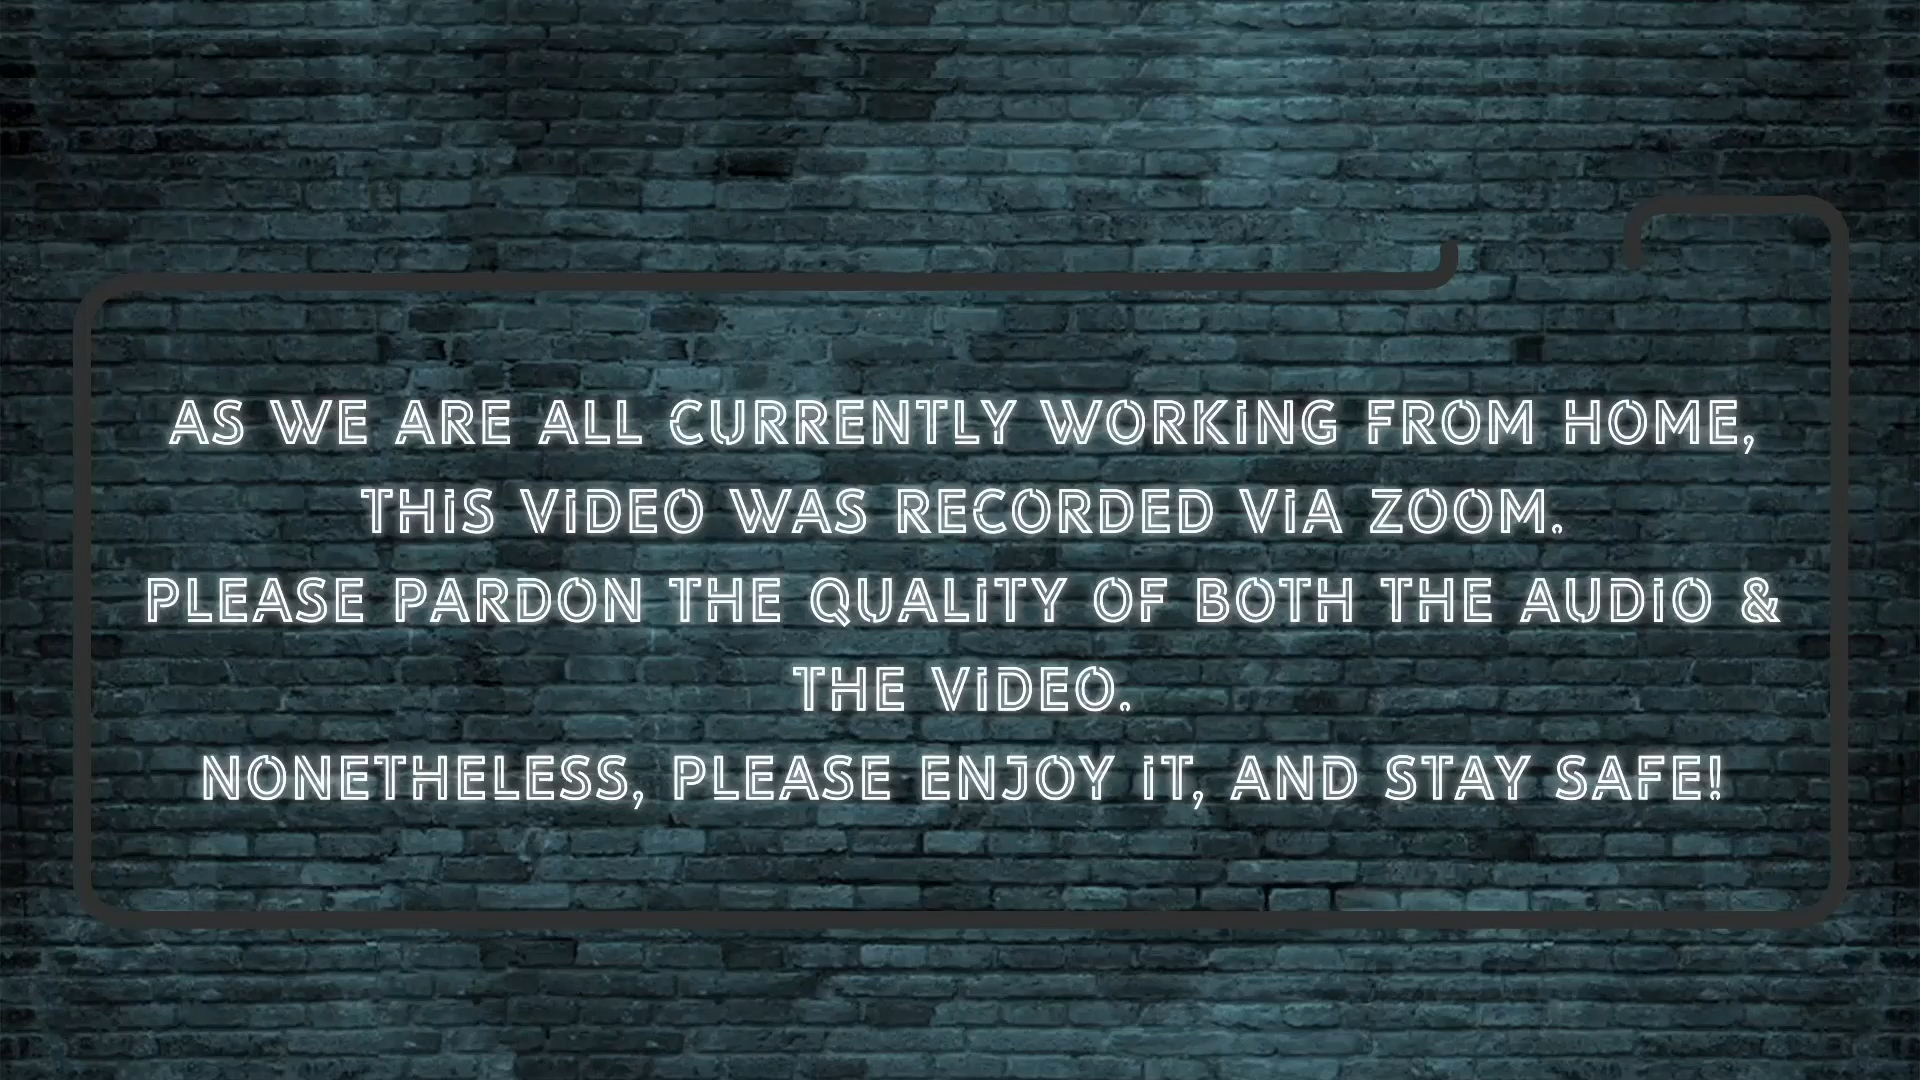 AS WE ARE ALL CURRENTLY WORKING FROM HOME,
THIS VIDEO WAS RECORDED VIA ZOOM.
PLEASE PARDON THE QUALITY OF BOTH THE AUDIO &
THE VIDEO.
NONETHELESS, PLEASE ENJOY IT, AND STAY SAFE!